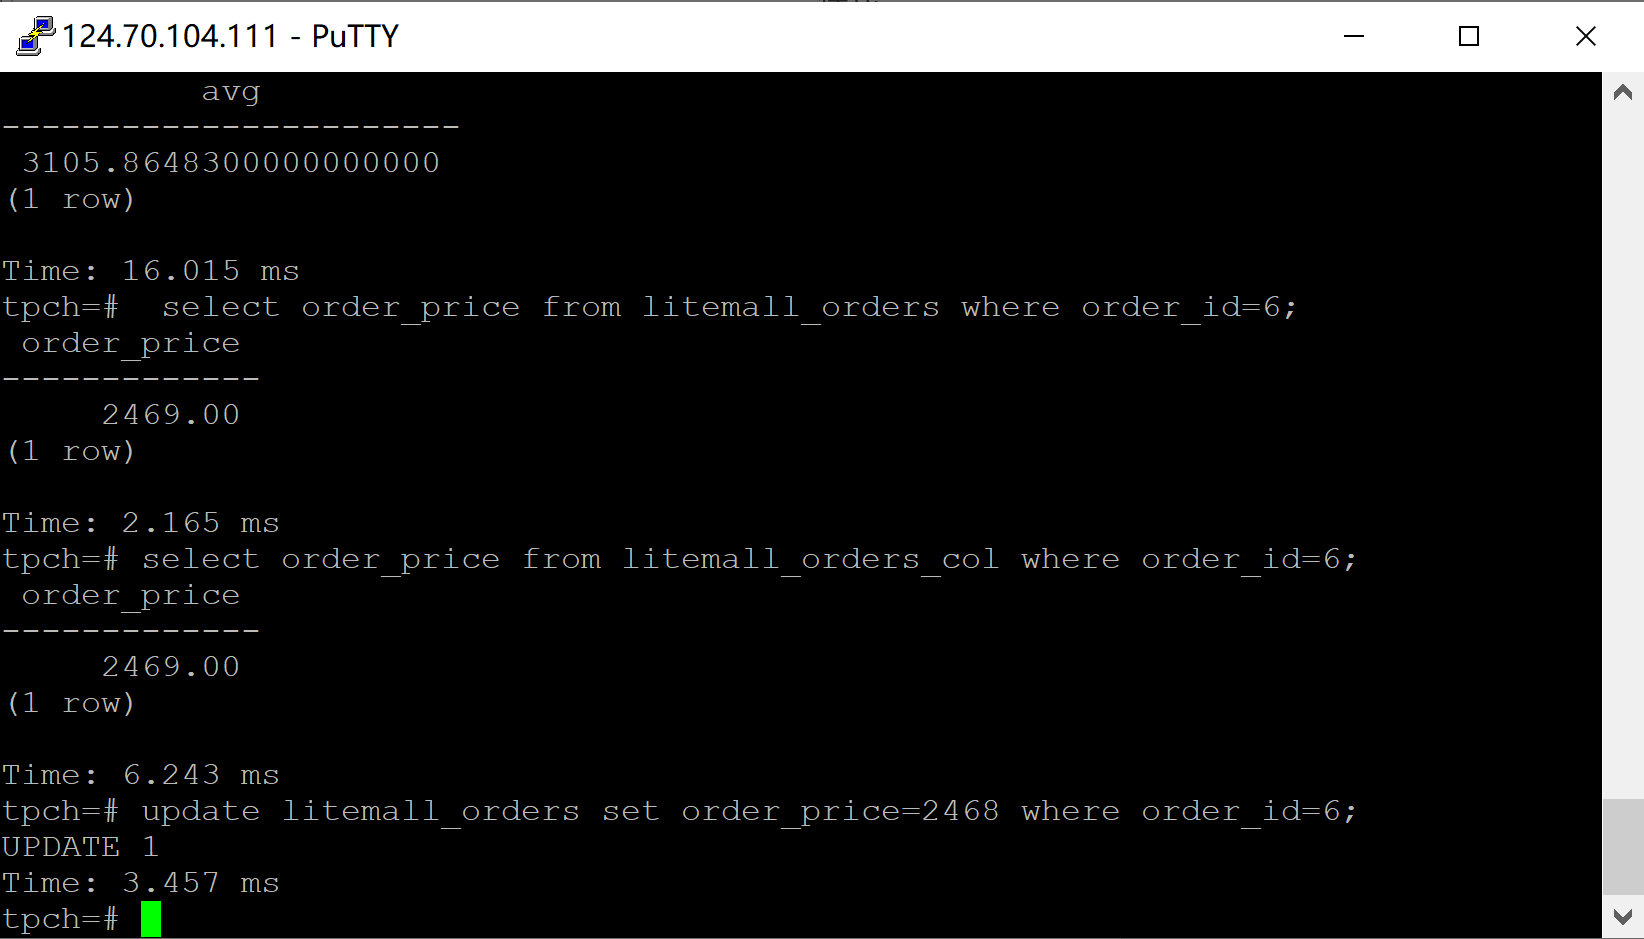 124.70.104.111 - PuTTY
avg
-----------------------
3105.8648300000000000
(1 row)
Time: 16.015 ms
tpch=#  select order_price from litemall_orders where order_id=6;
order_price
-------------
2469.00
(1 row)
Time: 2.165 ms
tpch=# select order_price from litemall_orders_col where order_id=6;
order_price
-------------
2469.00
(1 row)
Time: 6.243 ms
tpch=# update litemall_orders set order_price=2468 where order_id=6;
UPDATE 1
Time: 3.457 ms
tpch=#